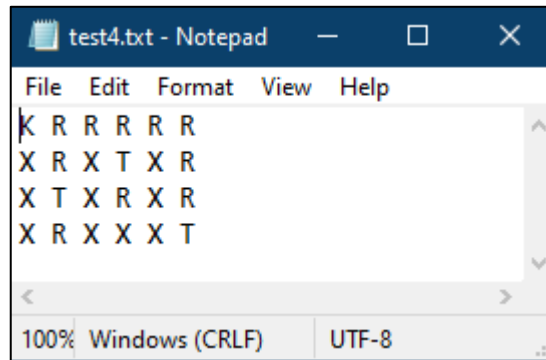 test4.txt - Notepad
File Edit Format View Help
K R R R R R
X R X T X R
X T X R X R
X R X X X T
100% Windows (CRLF) UTF-8